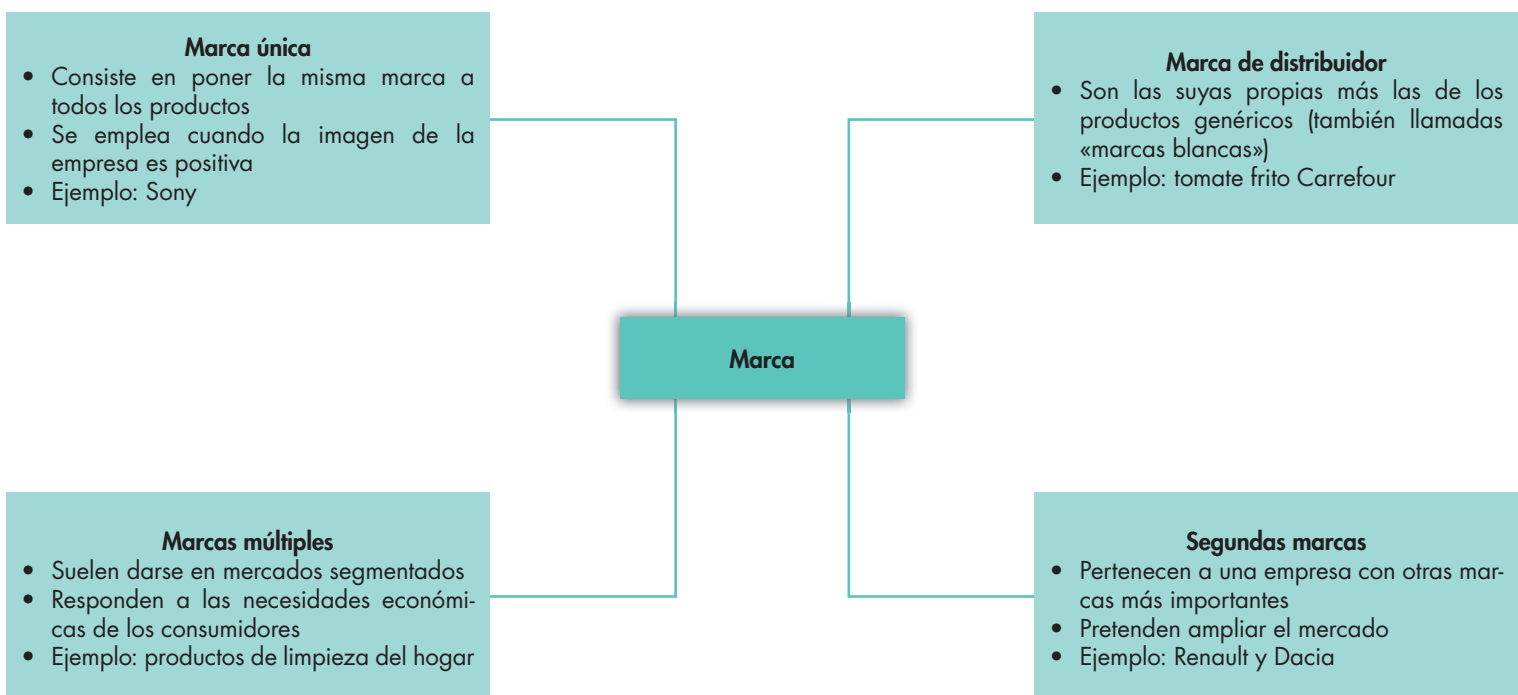 Marca única
• Consiste en poner la misma marca a
todos los productos
• Se emplea cuando la imagen de la
empresa es positiva
• Ejemplo: Sony
Marca de distribuidor
• Son las suyas propias más las de los
productos genéricos (también llamadas
«marcas blancas»)
• Ejemplo: tomate frito Carrefour
Marca
Marcas múltiples
• Suelen darse en mercados segmentados
• Responden a las necesidades económi-
cas de los consumidores
• Ejemplo: productos de limpieza del hogar
Segundas marcas
• Pertenecen a una empresa con otras mar-
cas más importantes
• Pretenden ampliar el mercado
• Ejemplo: Renault y Dacia